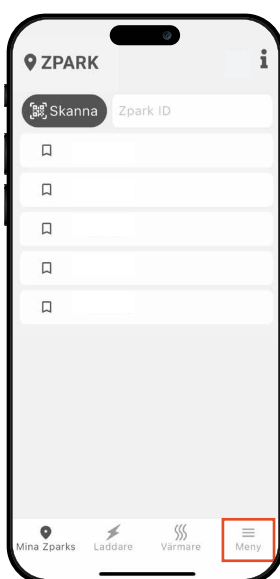 ZPARK
Skanna
Zpark ID
Mina Zparks
Laddare
Värmare
Meny